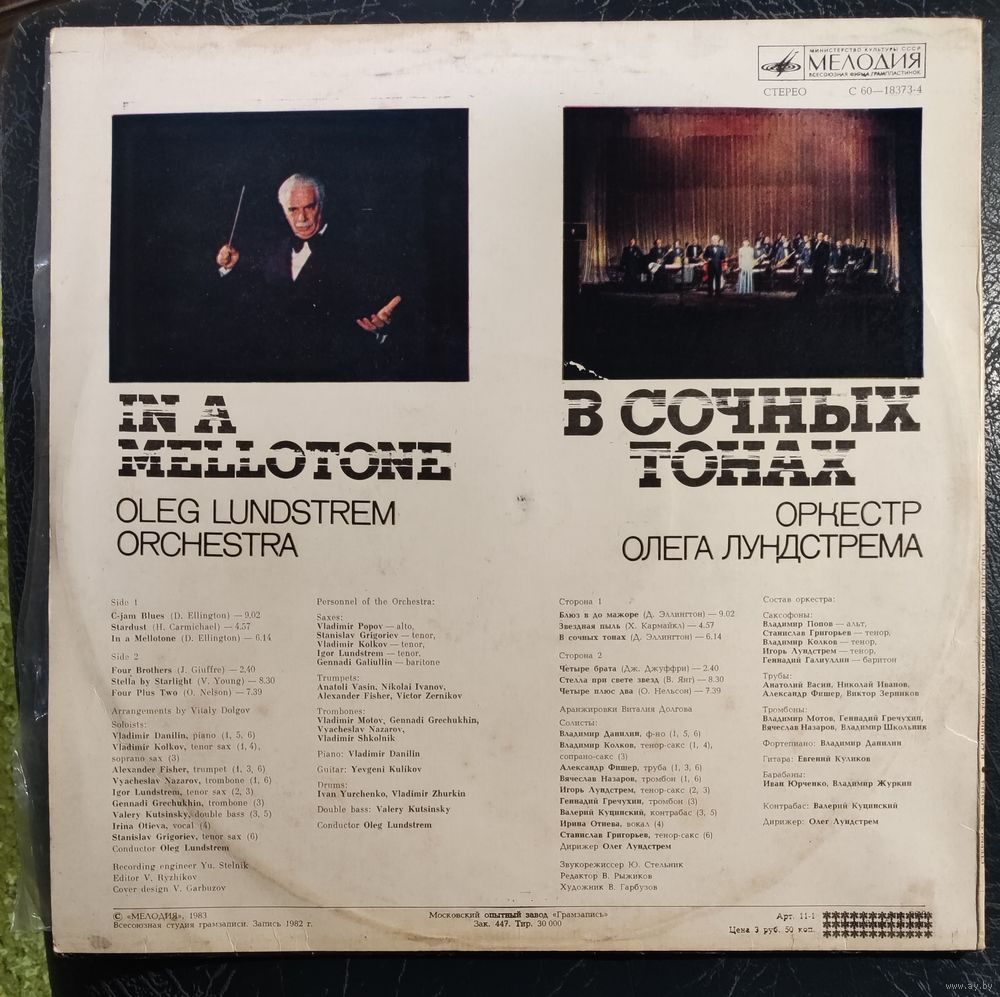 МИНИСТЕРСТВО КУЛЬТУРЫ СССР
МЕЛОДИЯ
ВСЕСОЮЗНАЯ ФИРМА ГРАМПЛАСТИНОК
СТЕРЕО С 60—18373-4
IN A
MELLOTONE
OLEG LUNDSTREM
ORCHESTRA
В СОЧНЫХ
ТОНАХ
ОРКЕСТР
ОЛЕГА ЛУНДСТРЕМА
Side 1
C-jam Blues (D. Ellington) — 9.02
Stardust (H. Carmichael) — 4.57
In a Mellotone (D. Ellington) — 6.14
Side 2
Four Brothers (J. Giuffre) — 2.40
Stella by Starlight (V. Young) — 8.30
Four Plus Two (O. Nelson) — 7.39
Arrangements by Vitaly Dolgov
Soloists:
Vladimir Danilin, piano (1, 5, 6)
Vladimir Kolkov, tenor sax (1, 4),
soprano sax (3)
Alexander Fisher, trumpet (1, 3, 6)
Vyacheslav Nazarov, trombone (1, 6)
Igor Lundstrem, tenor sax (2, 3)
Gennadi Grechukhin, trombone (3)
Valery Kutsinsky, double bass (3, 5)
Irina Otieva, vocal (4)
Stanislav Grigoriev, tenor sax (6)
Conductor Oleg Lundstrem
Recording engineer Yu. Stelnik
Editor V. Ryzhikov
Cover design V. Garbuzov
Personnel of the Orchestra:
Saxes:
Vladimir Popov — alto,
Stanislav Grigoriev — tenor,
Vladimir Kolkov — tenor,
Igor Lundstrem — tenor,
Gennadi Galiullin — baritone
Trumpets:
Anatoli Vasin, Nikolai Ivanov,
Alexander Fisher, Victor Zernikov
Trombones:
Vladimir Motov, Gennadi Grechukhin,
Vyacheslav Nazarov,
Vladimir Shkolnik
Piano: Vladimir Danilin
Guitar: Yevgeni Kulikov
Drums:
Ivan Yurchenko, Vladimir Zhurkin
Double bass: Valery Kutsinsky
Conductor Oleg Lundstrem
Сторона 1
Блюз в до мажоре (Д. Эллингтон) — 9.02
Звездная пыль (Х. Кармайкл) — 4.57
В сочных тонах (Д. Эллингтон) — 6.14
Сторона 2
Четыре брата (Дж. Джуффри) — 2.40
Стелла при свете звезд (В. Янг) — 8.30
Четыре плюс два (О. Нельсон) — 7.39
Аранжировки Виталия Долгова
Солисты:
Владимир Данилин, ф-но (1, 5, 6)
Владимир Колков, тенор-сакс (1, 4),
сопрано-сакс (3)
Александр Фишер, труба (1, 3, 6)
Вячеслав Назаров, тромбон (1, 6)
Игорь Лундстрем, тенор-сакс (2, 3)
Геннадий Гречухин, тромбон (3)
Валерий Куцинский, контрабас (3, 5)
Ирина Отиева, вокал (4)
Станислав Григорьев, тенор-сакс (6)
Дирижер Олег Лундстрем
Звукорежиссер Ю. Стельник
Редактор В. Рыжиков
Художник В. Гарбузов
Состав оркестра:
Саксофоны:
Владимир Попов — альт,
Станислав Григорьев — тенор,
Владимир Колков — тенор,
Игорь Лундстрем — тенор,
Геннадий Галиуллин — баритон
Трубы:
Анатолий Васин, Николай Иванов,
Александр Фишер, Виктор Зерников
Тромбоны:
Владимир Мотов, Геннадий Гречухин,
Вячеслав Назаров, Владимир Школьник
Фортепиано: Владимир Данилин
Гитара: Евгений Куликов
Барабаны:
Иван Юрченко, Владимир Журкин
Контрабас: Валерий Куцинский
Дирижер: Олег Лундстрем
© «МЕЛОДИЯ», 1983
Всесоюзная студия грамзаписи. Запись 1982 г.
Московский опытный завод «Грамзапись»
Зак. 447. Тир. 30 000
Арт. 11-1
Цена 3 руб. 50 коп.
www.ay.by